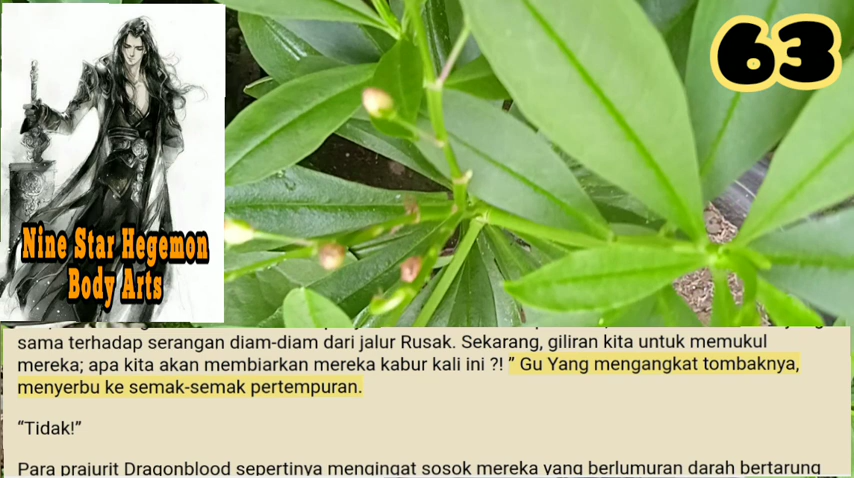 63
Nine Star Hegemon
Body Arts
sama terhadap serangan diam-diam dari jalur Rusak. Sekarang, giliran kita untuk memukul
mereka; apa kita akan membiarkan mereka kabur kali ini ?! ” Gu Yang mengangkat tombaknya,
menyerbu ke semak-semak pertempuran.
“Tidak!”
Para prajurit Dragonblood sepertinya mengingat sosok mereka yang berlumuran darah bertarung